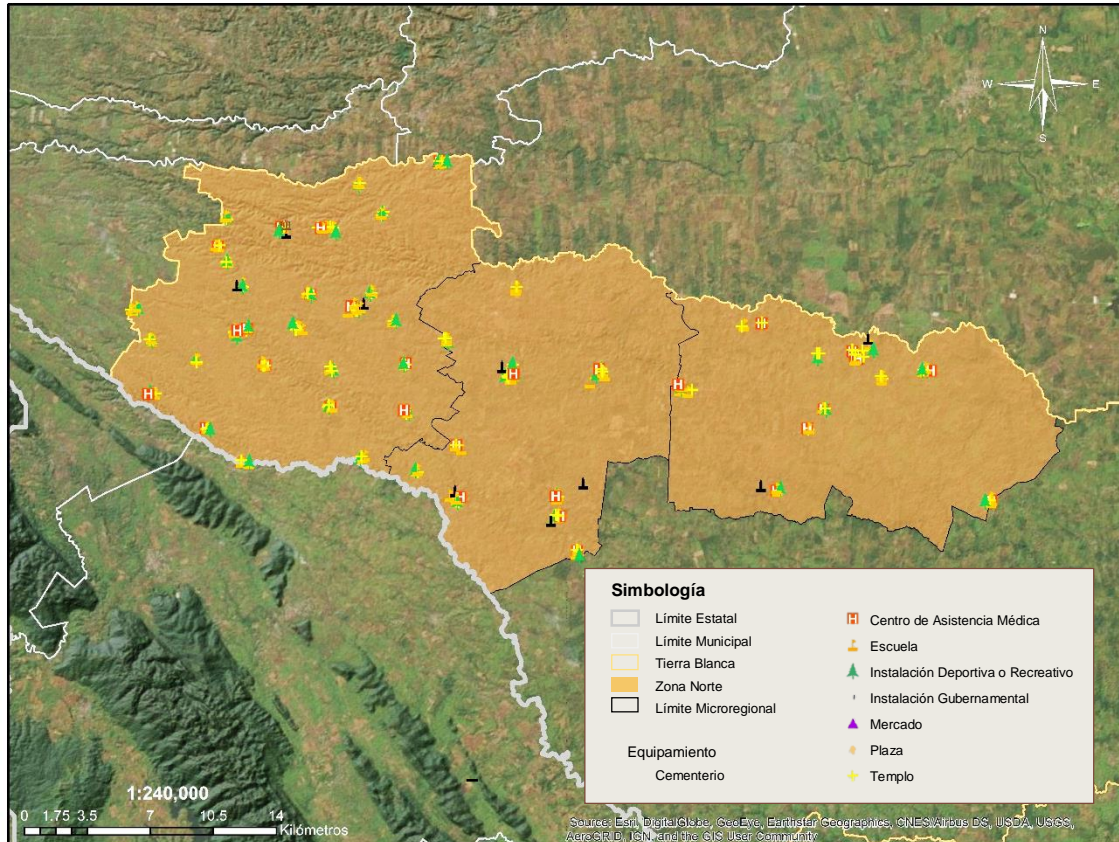 N
W E
S
Simbología
Límite Estatal
Límite Municipal
Tierra Blanca
Zona Norte
Límite Microregional
Equipamiento
Cementerio
Centro de Asistencia Médica
Escuela
Instalación Deportiva o Recreativo
Instalación Gubernamental
Mercado
Plaza
Templo
1:240,000
0 1.75 3.5 7 10.5 14
Kilómetros
Source: Esri, DigitalGlobe, GeoEye, Earthstar Geographics, CNES/Airbus DS, USDA, USGS,
AeroGRID, IGN, and the GIS User Community